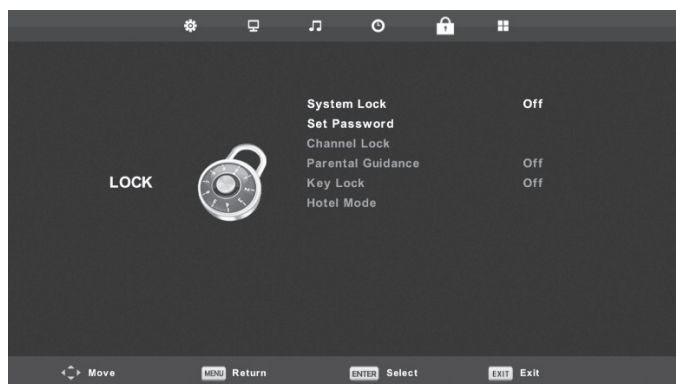 System Lock Off
Set Password
Channel Lock
Parental Guidance Off
LOCK
Key Lock Off
Hotel Mode
Move MENU Return ENTER Select EXIT Exit